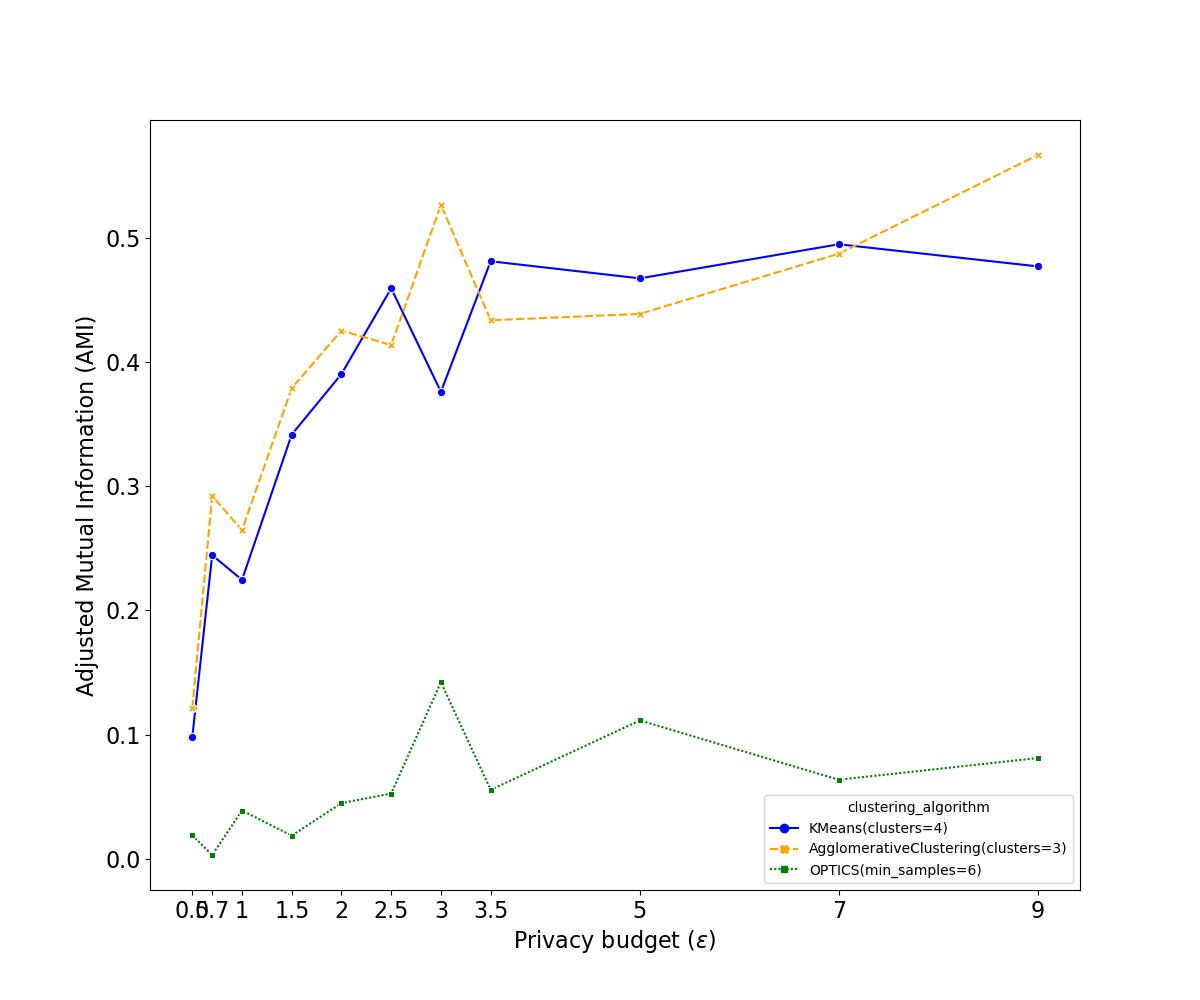 0.5
0.4
0.3
0.2
0.1
0.0
Adjusted Mutual Information (AMI)
clustering_algorithm
KMeans(clusters=4)
AgglomerativeClustering(clusters=3)
OPTICS(min_samples=6)
0.5 0.7 1 1.5 2 2.5 3 3.5 5 7 9
Privacy budget (ε)